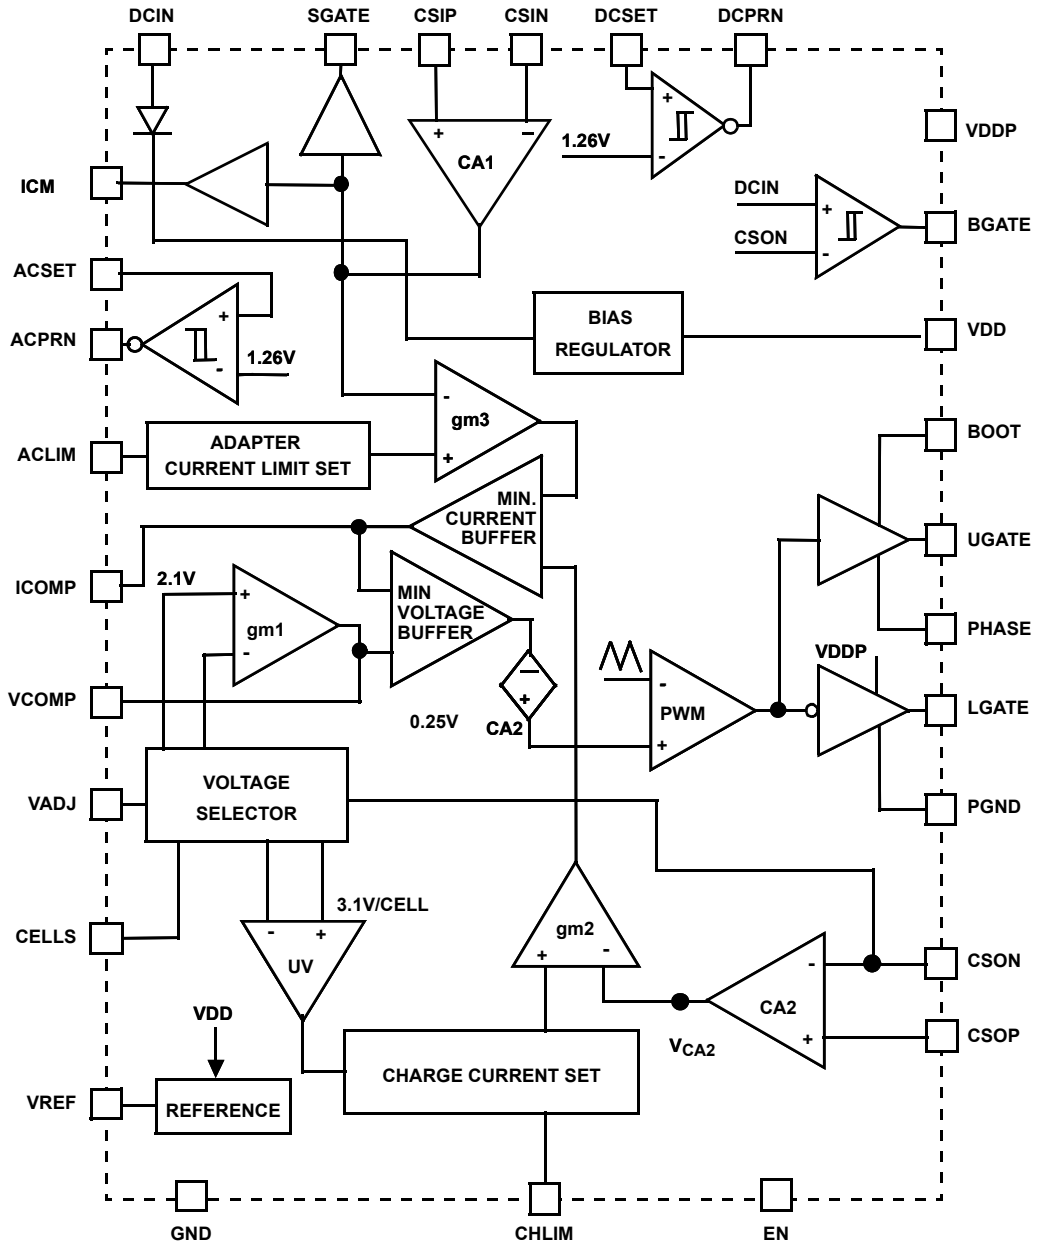 DCIN
SGATE
CSIP
CSIN
DCSET
DCPRN
+
-
CA1
+
1.26V
-
VDDP
ICM
DCIN
+
CSON
-
BGATE
ACSET
ACPRN
+
1.26V
-
BIAS
REGULATOR
VDD
-
gm3
+
ACLIM
ADAPTER
CURRENT LIMIT SET
BOOT
MIN.
CURRENT
BUFFER
UGATE
ICOMP
2.1V
+
gm1
-
MIN
VOLTAGE
BUFFER
PHASE
VDDP
VCOMP
0.25V
-
+
CA2
-
PWM
+
LGATE
VADJ
VOLTAGE
SELECTOR
PGND
CELLS
3.1V/CELL
-
+
UV
gm2
+
-
-
CA2
+
CSON
VCA2
CSOP
VDD
CHARGE CURRENT SET
VREF
REFERENCE
GND
CHLIM
EN